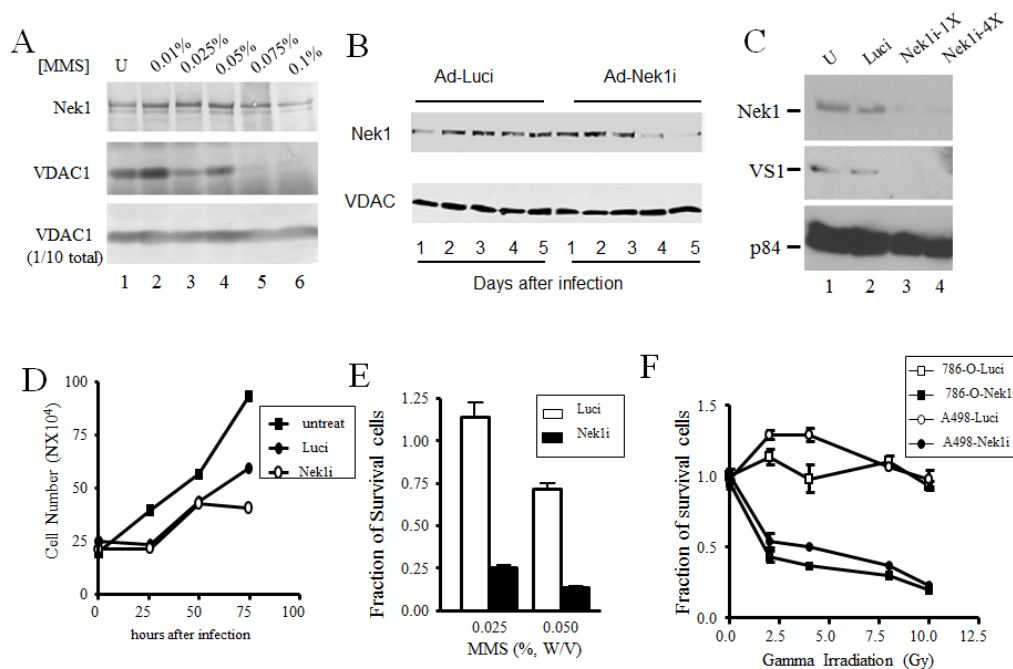 A
[MMS] U 0.01% 0.025% 0.05% 0.075% 0.1%
Nek1
VDAC1
VDAC1
(1/10 total)
1 2 3 4 5 6
B
Ad-Luci Ad-Nek1i
Nek1
VDAC
1 2 3 4 5 1 2 3 4 5
Days after infection
C
U Luci Nek1i-1X Nek1i-4X
Nek1
VS1
p84
1 2 3 4
D
Cell Number (NX10⁴)
100
75
50
25
0
0 25 50 75 100
hours after infection
untreat
Luci
Nek1i
E
Fraction of Survival cells
1.25
1.00
0.75
0.50
0.25
0.00
0.025 0.050
MMS (%, W/V)
Luci
Nek1i
F
786-O-Luci
786-O-Nek1
A498-Luci
A498-Nek1i
Fraction of survival cells
1.5
1.0
0.5
0.0
0.0 2.5 5.0 7.5 10.0 12.5
Gamma Irradiation (Gy)